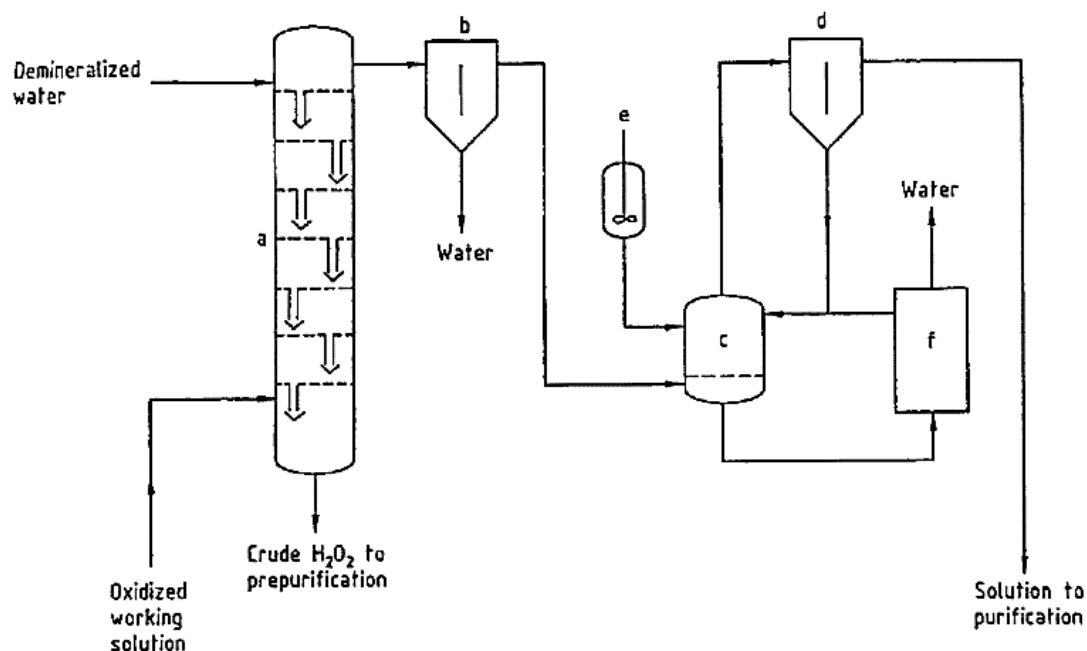 b
d
Demineralized
water
e
Water
a
Water
c
f
Crude H₂O₂ to
prepurification
Oxidized
working
solution
Solution to
purification